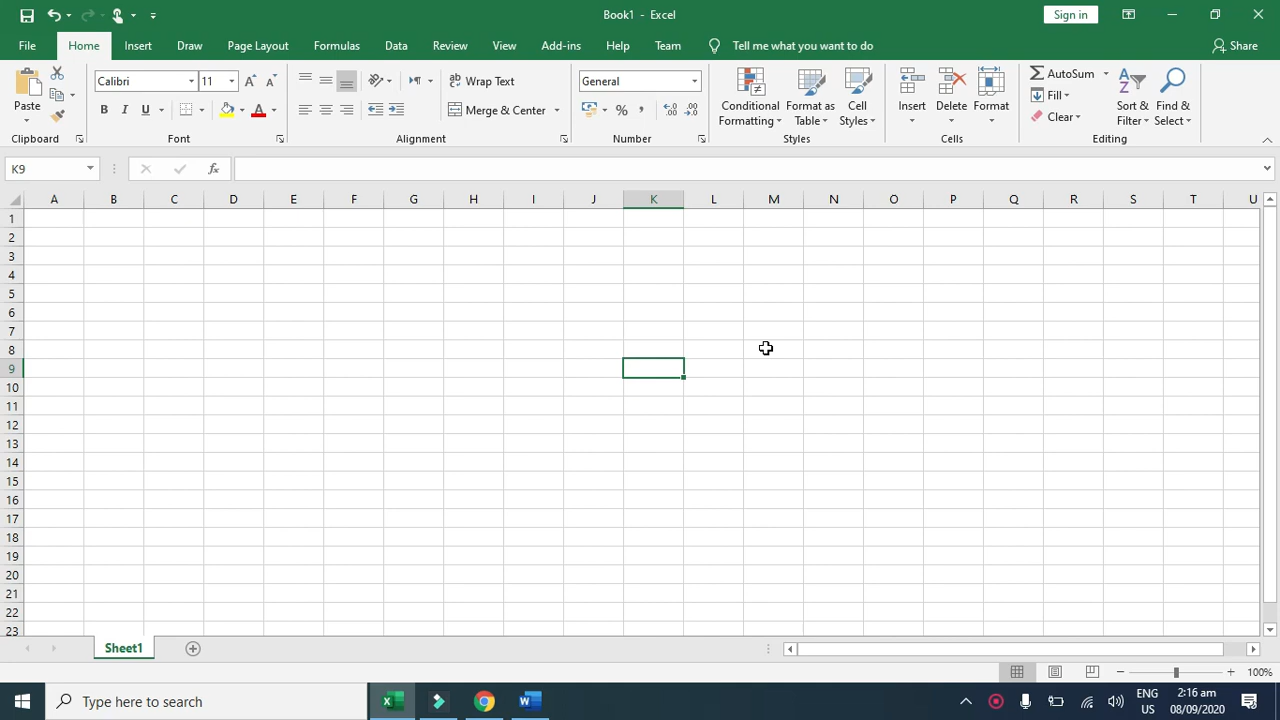 Book1 - Excel
Sign in
File Home Insert Draw Page Layout Formulas Data Review View Add-ins Help Team Tell me what you want to do Share
Paste
Calibri 11
B I U A
Wrap Text
Merge & Center
General
%
Conditional Formatting
Format as Table
Cell Styles
Insert Delete Format
AutoSum
Fill
Clear
Sort & Filter
Find & Select
Clipboard Font Alignment Number Styles Cells Editing
K9 fx
A B C D E F G H I J K L M N O P Q R S T U
1
2
3
4
5
6
7
8
9
10
11
12
13
14
15
16
17
18
19
20
21
22
23
Sheet1
100%
Type here to search
ENG
US
2:16 am
08/09/2020